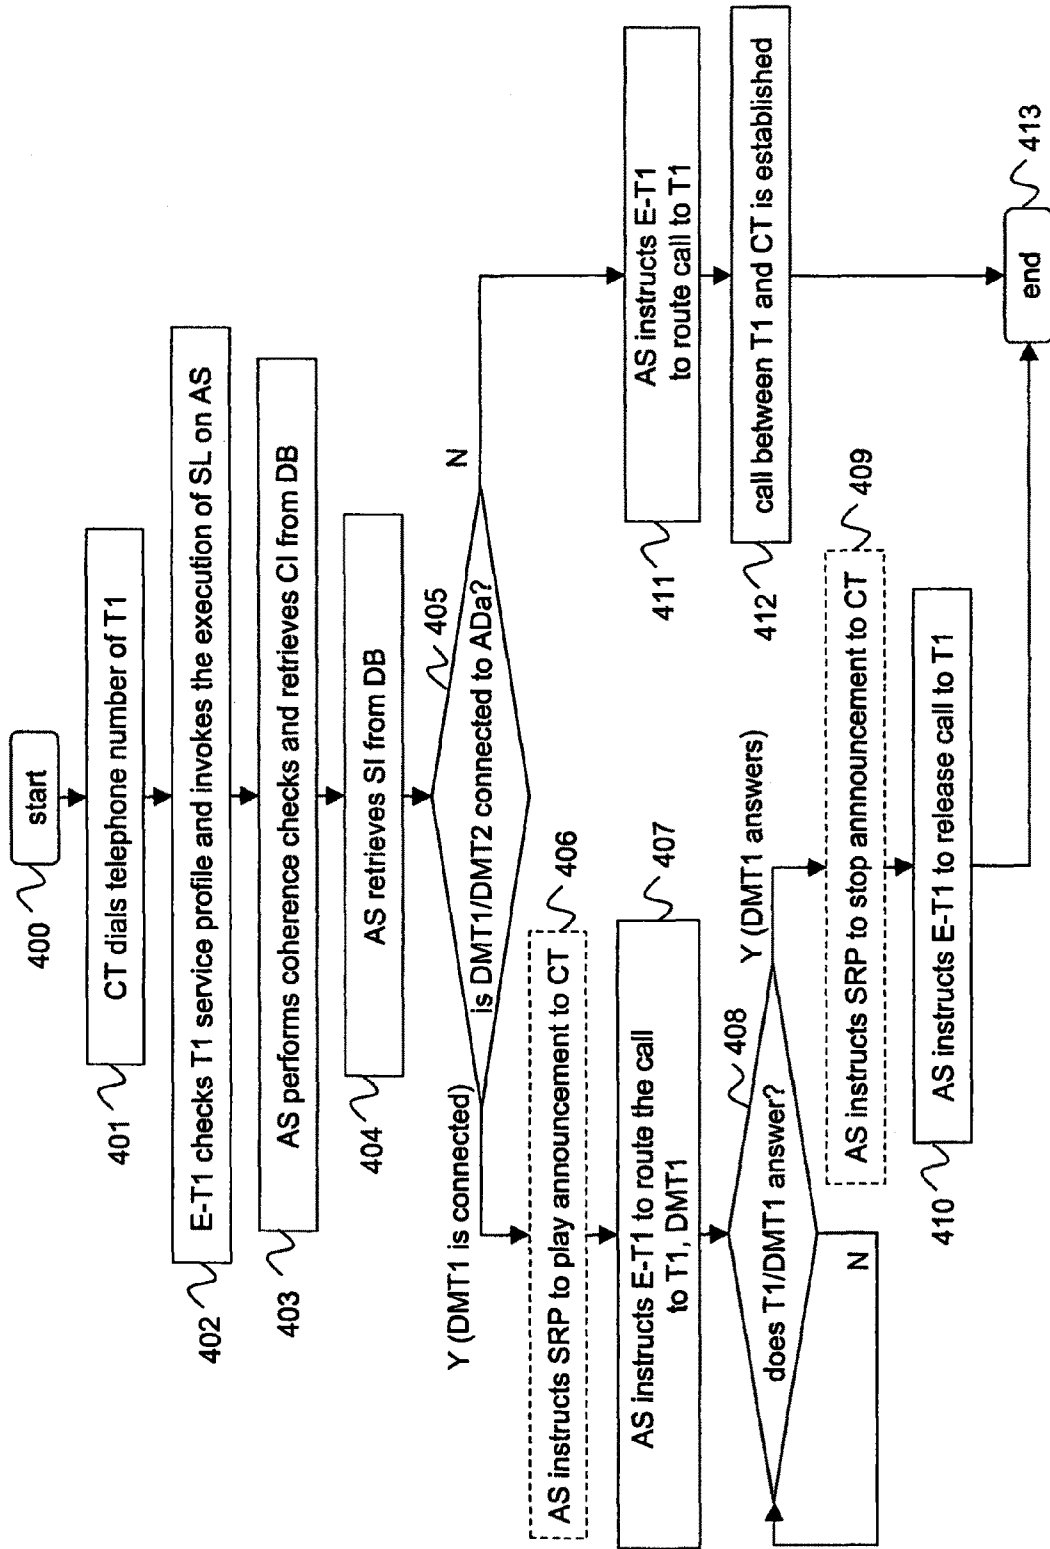 start
400
CT dials telephone number of T1
401
E-T1 checks T1 service profile and invokes the execution of SL on AS
402
AS performs coherence checks and retrieves CI from DB
403
AS retrieves SI from DB
404
is DMT1/DMT2 connected to ADa?
405
Y (DMT1 is connected)
N
AS instructs SRP to play announcement to CT
406
AS instructs E-T1 to route the call
to T1, DMT1
407
does T1/DMT1 answer?
408
N
Y (DMT1 answers)
AS instructs SRP to stop annnouncement to CT
409
AS instructs E-T1 to release call to T1
410
AS instructs E-T1
to route call to T1
411
call between T1 and CT is established
412
end
413